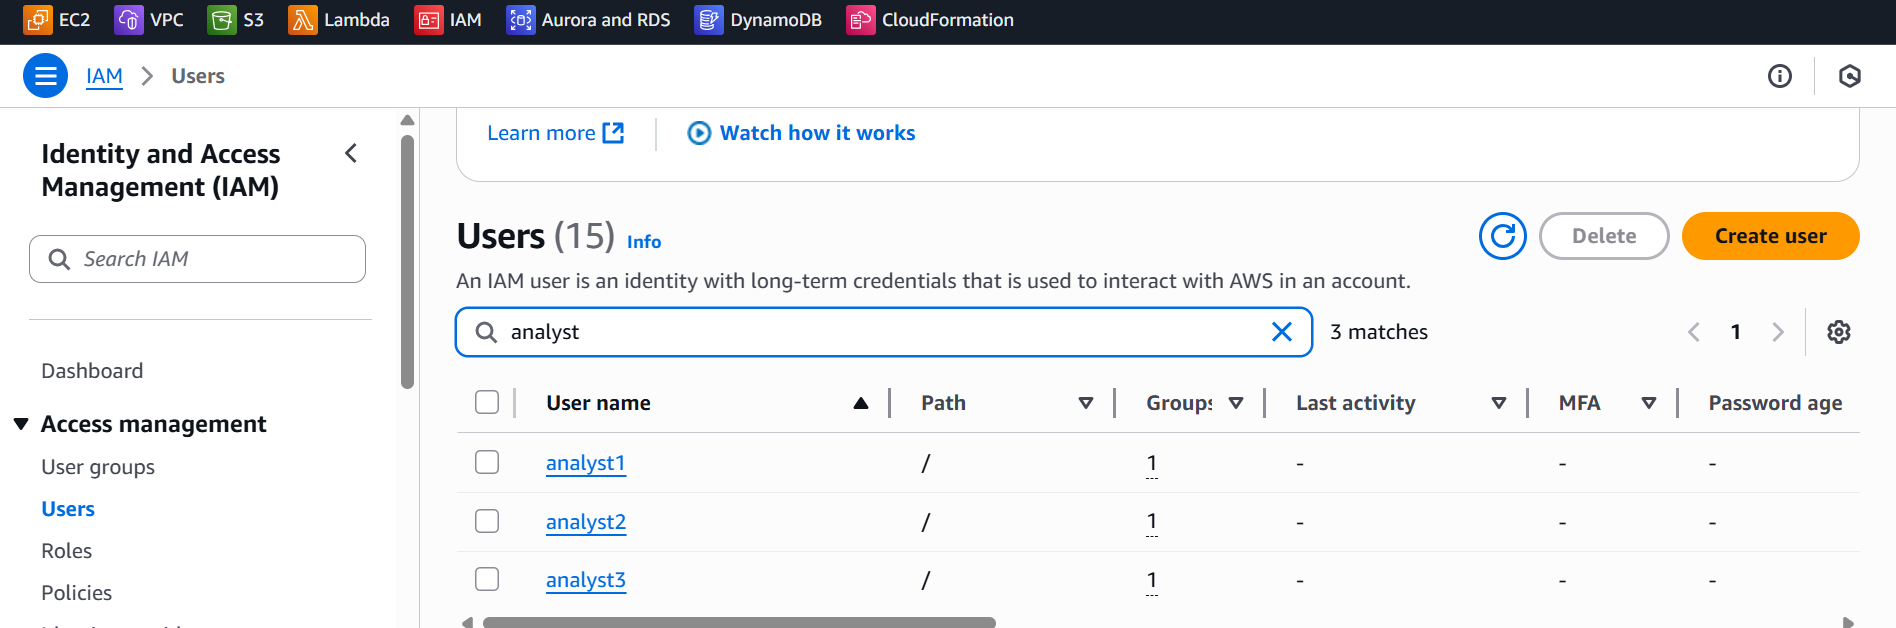 EC2 VPC S3 Lambda IAM Aurora and RDS DynamoDB CloudFormation
IAM > Users
Identity and Access
Management (IAM)
Search IAM
Dashboard
Access management
User groups
Users
Roles
Policies
Learn more
Watch how it works
Users (15) Info
Delete
Create user
An IAM user is an identity with long-term credentials that is used to interact with AWS in an account.
analyst
3 matches
1
User name Path Groups Last activity MFA Password age
analyst1 / 1 - - -
analyst2 / 1 - - -
analyst3 / 1 - - -